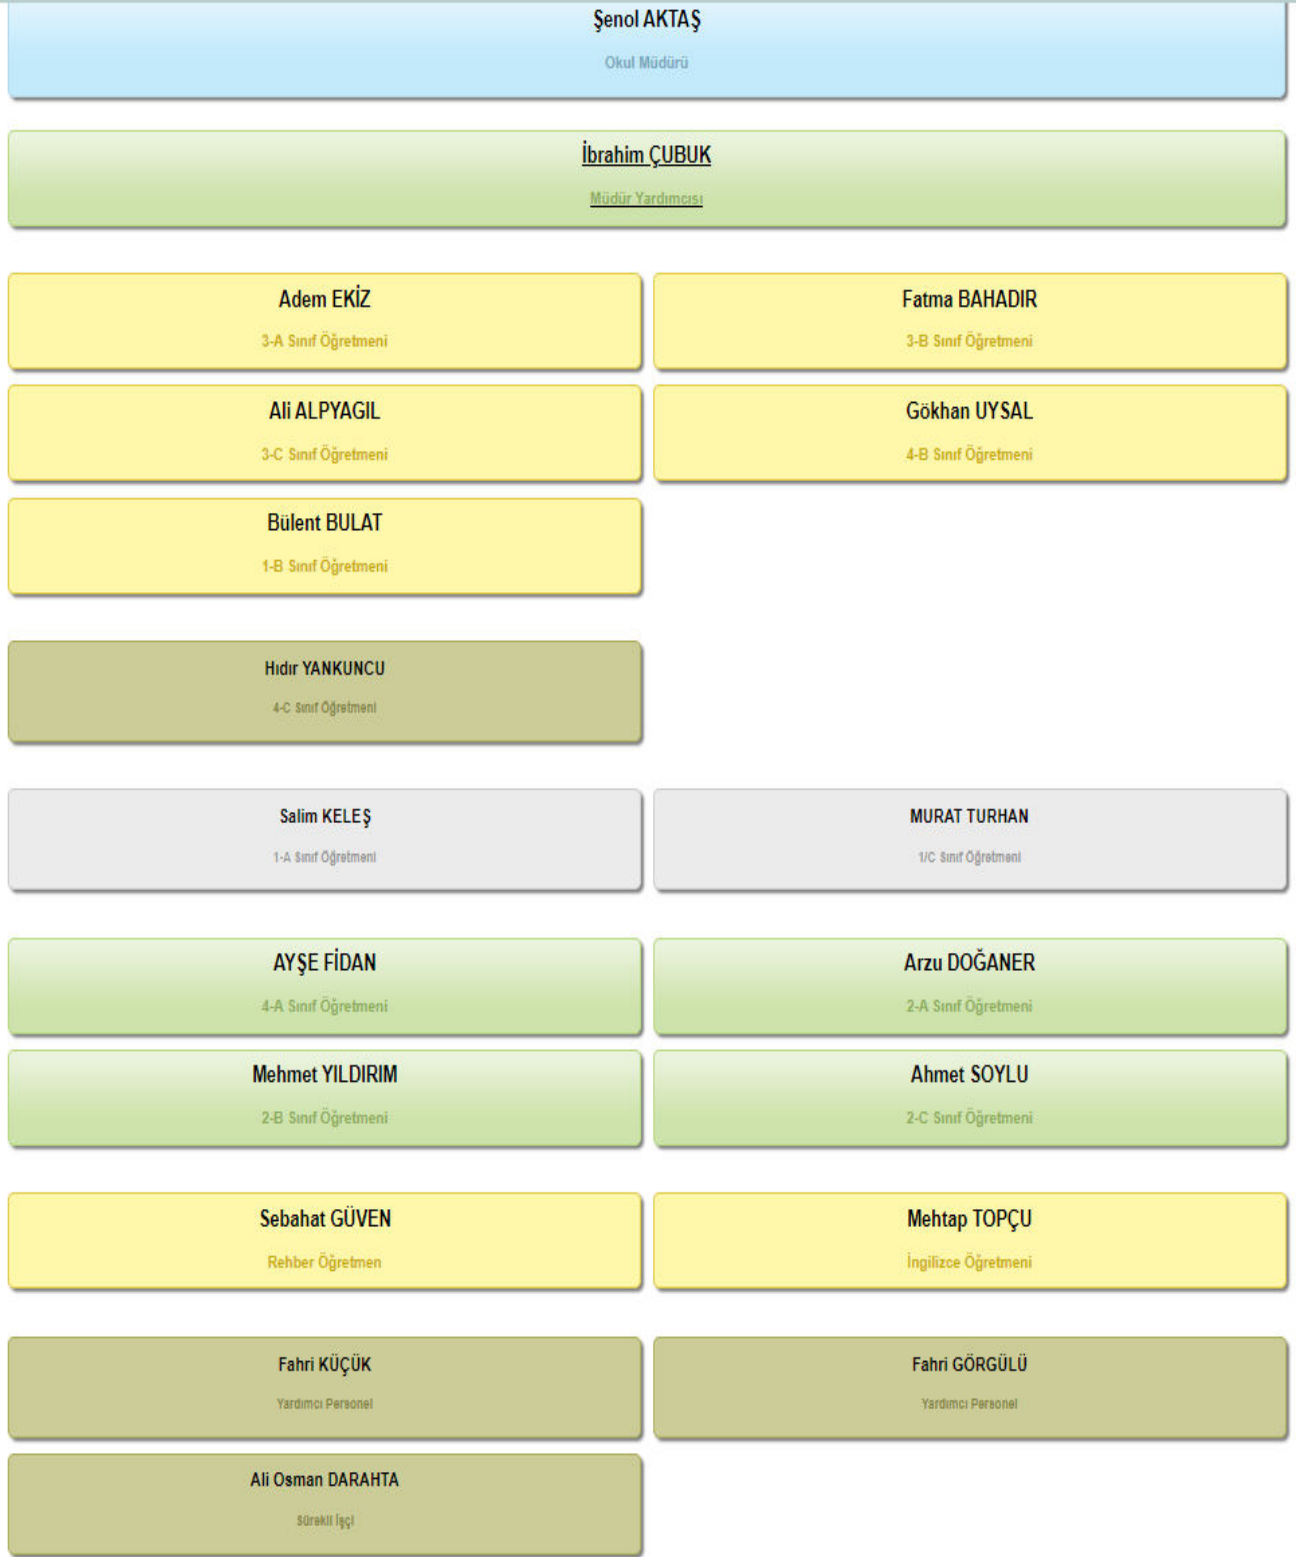 Şenol AKTAŞ
Okul Müdürü
İbrahim ÇUBUK
Müdür Yardımcısı
Adem EKİZ
3-A Sınıf Öğretmeni
Fatma BAHADIR
3-B Sınıf Öğretmeni
Ali ALPYAGIL
3-C Sınıf Öğretmeni
Gökhan UYSAL
4-B Sınıf Öğretmeni
Bülent BULAT
1-B Sınıf Öğretmeni
Hıdır YANKUNCU
4-C Sınıf Öğretmeni
Salim KELEŞ
1-A Sınıf Öğretmeni
MURAT TURHAN
1/C Sınıf Öğretmeni
AYŞE FİDAN
4-A Sınıf Öğretmeni
Arzu DOĞANER
2-A Sınıf Öğretmeni
Mehmet YILDIRIM
2-B Sınıf Öğretmeni
Ahmet SOYLU
2-C Sınıf Öğretmeni
Sebahat GÜVEN
Rehber Öğretmen
Mehtap TOPÇU
İngilizce Öğretmeni
Fahri KÜÇÜK
Yardımcı Personel
Fahri GÖRGÜLÜ
Yardımcı Personel
Ali Osman DARAHTA
Sürekli İşçi